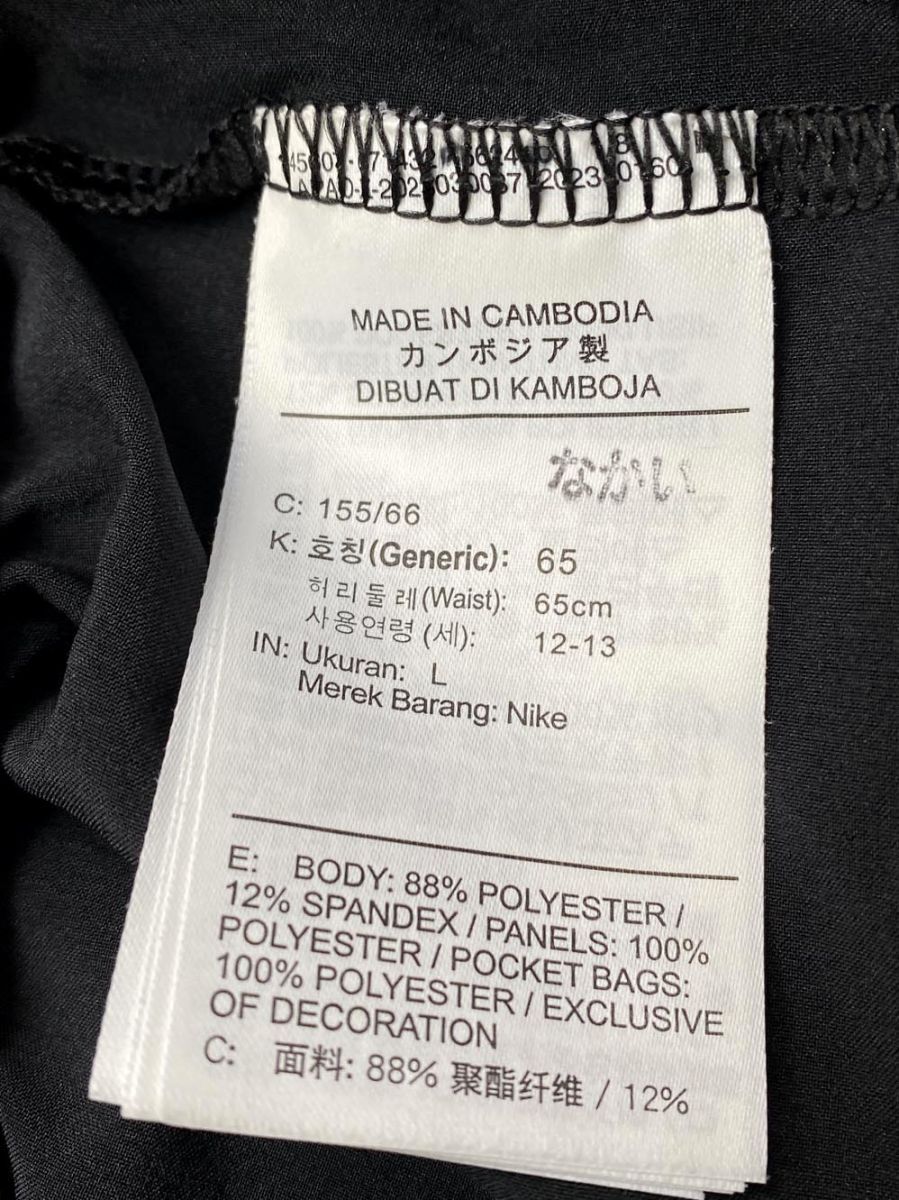 MADE IN CAMBODIA
カンボジア製
DIBUAT DI KAMBOJA
なかい
C: 155/66
K: 호칭(Generic): 65
허리둘레(Waist): 65cm
사용연령(세): 12-13
IN: Ukuran: L
Merek Barang: Nike
E: BODY: 88% POLYESTER /
12% SPANDEX / PANELS: 100%
POLYESTER / POCKET BAGS:
100% POLYESTER / EXCLUSIVE
OF DECORATION
C: 面料: 88% 聚酯纤维 / 12%